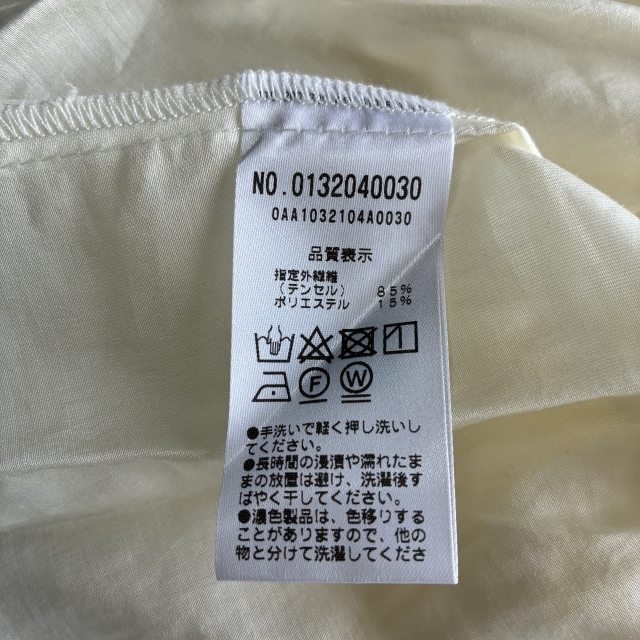 NO.0132040030
0AA1032104A0030
品質表示
指定外繊維
(テンセル) 85%
ポリエステル 15%
F W
●手洗いで軽く押し洗いし
てください。
●長時間の浸漬や濡れたま
まの放置は避け、洗濯後す
ばやく干してください。
●濃色製品は、色移りする
ことがありますので、他の
物と分けて洗濯してくださ